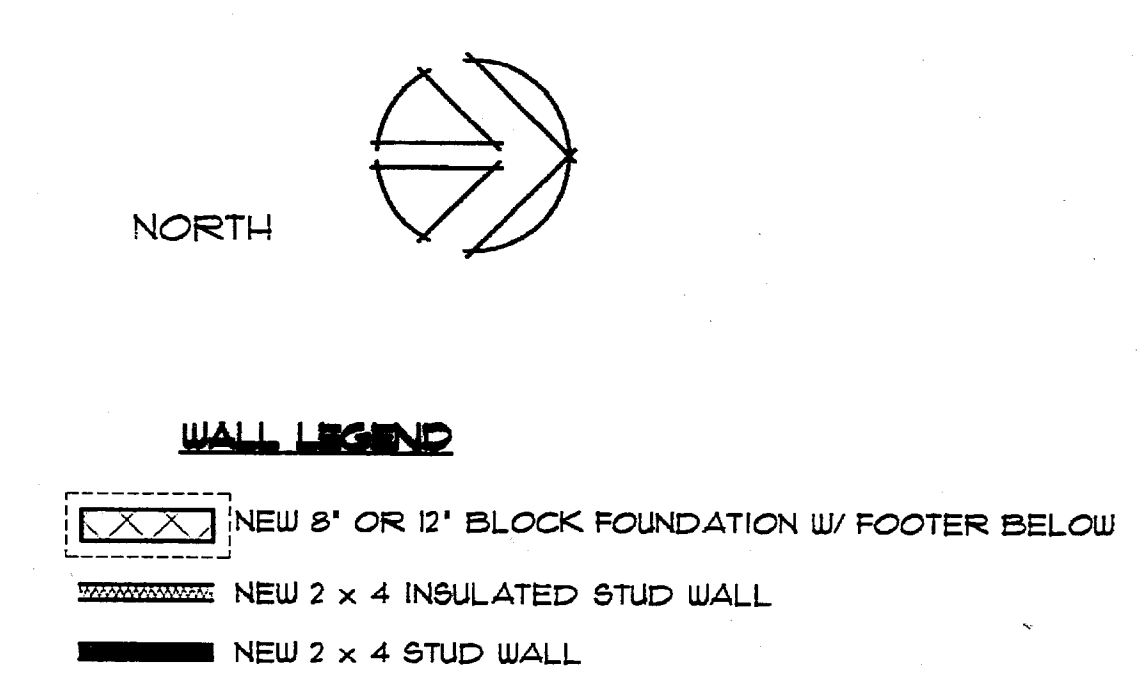 NORTH
WALL LEGEND
NEW 8" OR 12" BLOCK FOUNDATION W/ FOOTER BELOW
NEW 2 x 4 INSULATED STUD WALL
NEW 2 x 4 STUD WALL